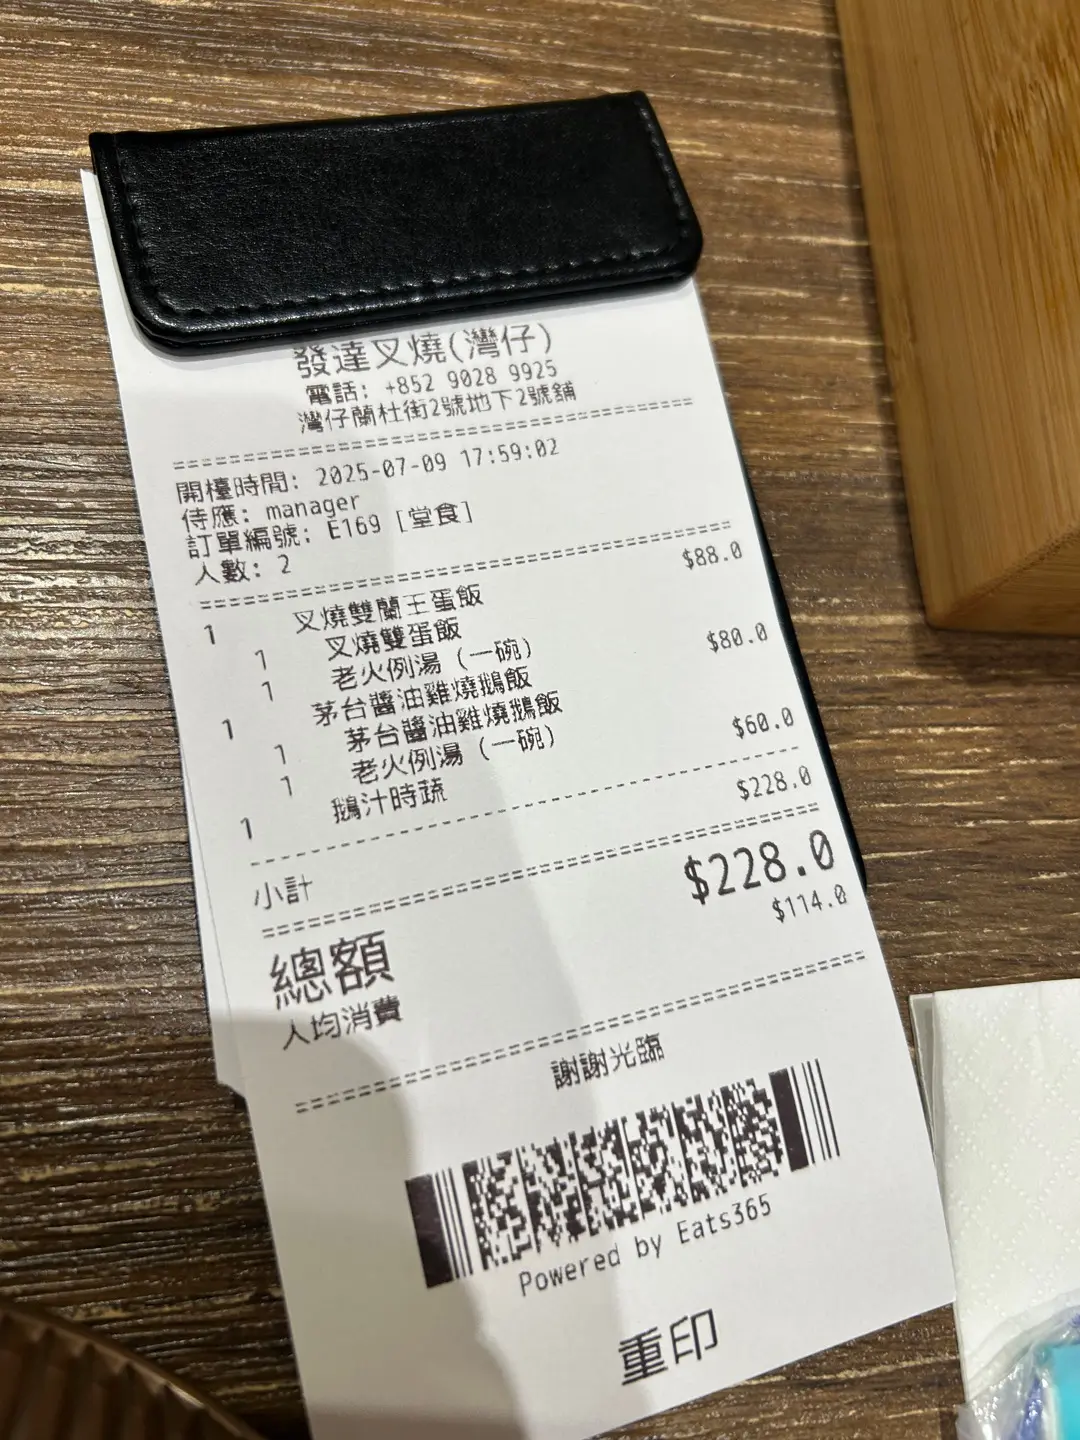 發達叉燒(灣仔)
電話: +852 9028 9925
灣仔蘭杜街2號地下2號舖
開檯時間: 2025-07-09 17:59:02
侍應: manager
訂單編號: E169 [堂食]
人數: 2
1 叉燒雙蘭王蛋飯 $88.0
1 叉燒雙蛋飯
1 老火例湯 (一碗)
1 茅台醬油雞燒鵝飯 $80.0
1 茅台醬油雞燒鵝飯
1 老火例湯 (一碗)
1 鵝汁時蔬 $60.0
小計 $228.0
總額 $228.0
人均消費 $114.0
謝謝光臨
Powered by Eats365
重印